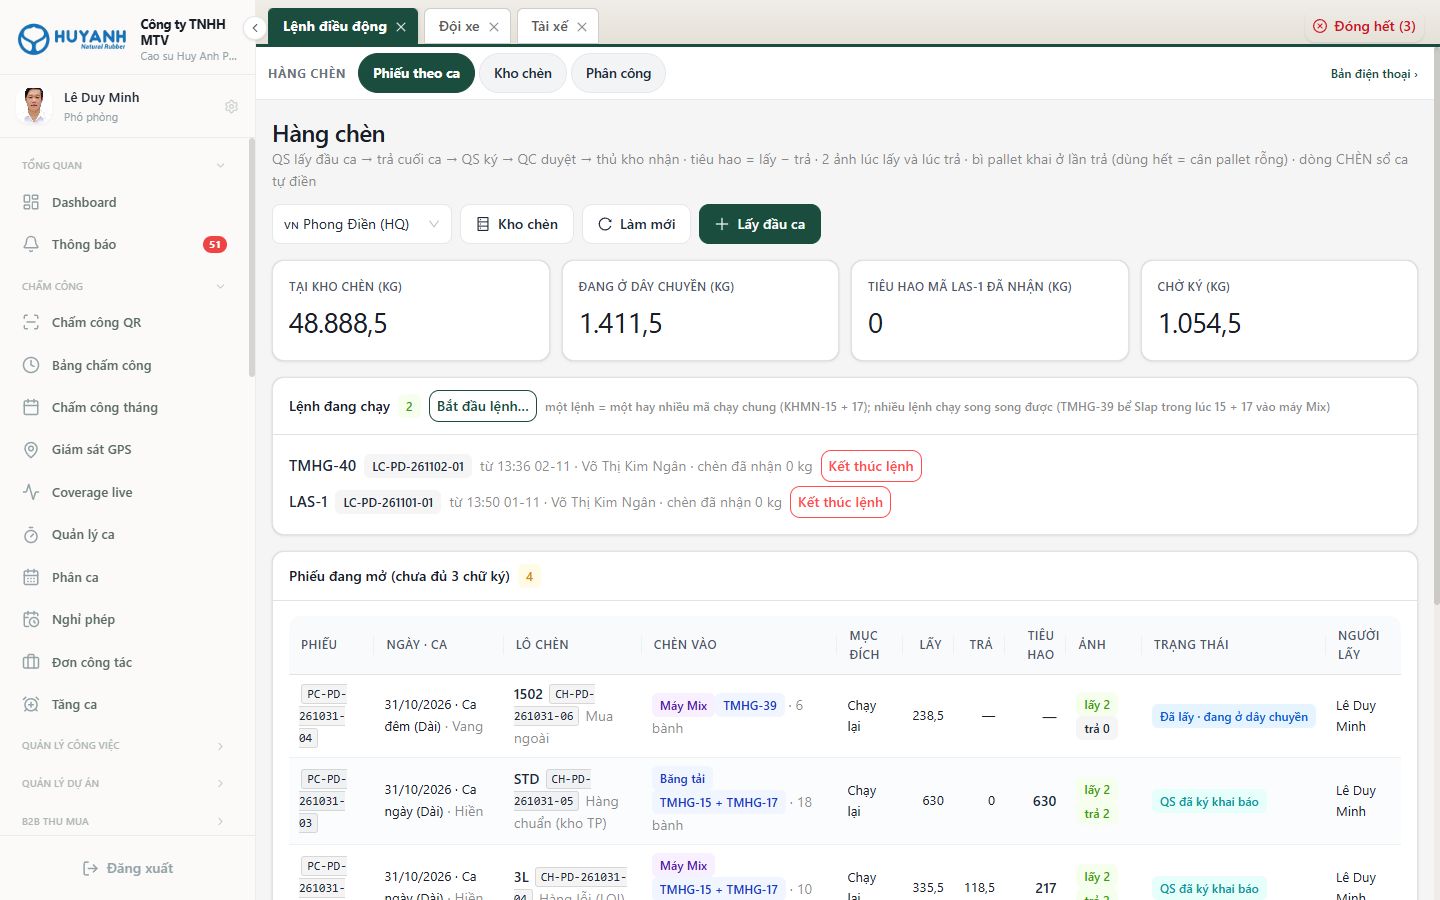 HUYANH
Natural Rubber
Công ty TNHH
MTV
Cao su Huy Anh P...
Lê Duy Minh
Phó phòng
TỔNG QUAN
Dashboard
Thông báo
51
CHẤM CÔNG
Chấm công QR
Bảng chấm công
Chấm công tháng
Giám sát GPS
Coverage live
Quản lý ca
Phân ca
Nghỉ phép
Đơn công tác
Tăng ca
QUẢN LÝ CÔNG VIỆC
QUẢN LÝ DỰ ÁN
B2B THU MUA
Đăng xuất
Lệnh điều động
Đội xe
Tài xế
Đóng hết (3)
HÀNG CHÈN
Phiếu theo ca
Kho chèn
Phân công
Bản điện thoại ›
Hàng chèn
QS lấy đầu ca → trả cuối ca → QS ký → QC duyệt → thủ kho nhận · tiêu hao = lấy − trả · 2 ảnh lúc lấy và lúc trả · bì pallet khai ở lần trả (dùng hết = cân pallet rỗng) · dòng CHÈN sổ ca
tự điền
VN Phong Điền (HQ)
Kho chèn
Làm mới
Lấy đầu ca
TẠI KHO CHÈN (KG)
48.888,5
ĐANG Ở DÂY CHUYỀN (KG)
1.411,5
TIÊU HAO MÃ LAS-1 ĐÃ NHẬN (KG)
0
CHỜ KÝ (KG)
1.054,5
Lệnh đang chạy 2 Bắt đầu lệnh... một lệnh = một hay nhiều mã chạy chung (KHMN-15 + 17); nhiều lệnh chạy song song được (TMHG-39 bể Slap trong lúc 15 + 17 vào máy Mix)
TMHG-40 LC-PD-261102-01 từ 13:36 02-11 · Võ Thị Kim Ngân · chèn đã nhận 0 kg Kết thúc lệnh
LAS-1 LC-PD-261101-01 từ 13:50 01-11 · Võ Thị Kim Ngân · chèn đã nhận 0 kg Kết thúc lệnh
Phiếu đang mở (chưa đủ 3 chữ ký) 4
PHIẾU
NGÀY · CA
LÔ CHÈN
CHÈN VÀO
MỤC
ĐÍCH
LẤY
TRẢ
TIÊU
HAO
ẢNH
TRẠNG THÁI
NGƯỜI
LẤY
PC-PD-
261031-
04
31/10/2026 · Ca
đêm (Dài) · Vang
1502 CH-PD-
261031-06 Mua
ngoài
Máy Mix TMHG-39 · 6
bành
Chạy
lại
238,5
—
—
lấy 2
trả 0
Đã lấy · đang ở dây chuyền
Lê Duy
Minh
PC-PD-
261031-
03
31/10/2026 · Ca
ngày (Dài) · Hiền
STD CH-PD-
261031-05 Hàng
chuẩn (kho TP)
Băng tải
TMHG-15 + TMHG-17 · 18
bành
Chạy
lại
630
0
630
lấy 2
trả 2
QS đã ký khai báo
Lê Duy
Minh
PC-PD-
261031-
31/10/2026 · Ca
ngày (Dài) · Hiền
3L CH-PD-261031-
04 Hàng lỗi (LOI)
Máy Mix
TMHG-15 + TMHG-17 · 10
Chạy
lại
335,5
118,5
217
lấy 2
trả 2
QS đã ký khai báo
Lê Duy
Minh